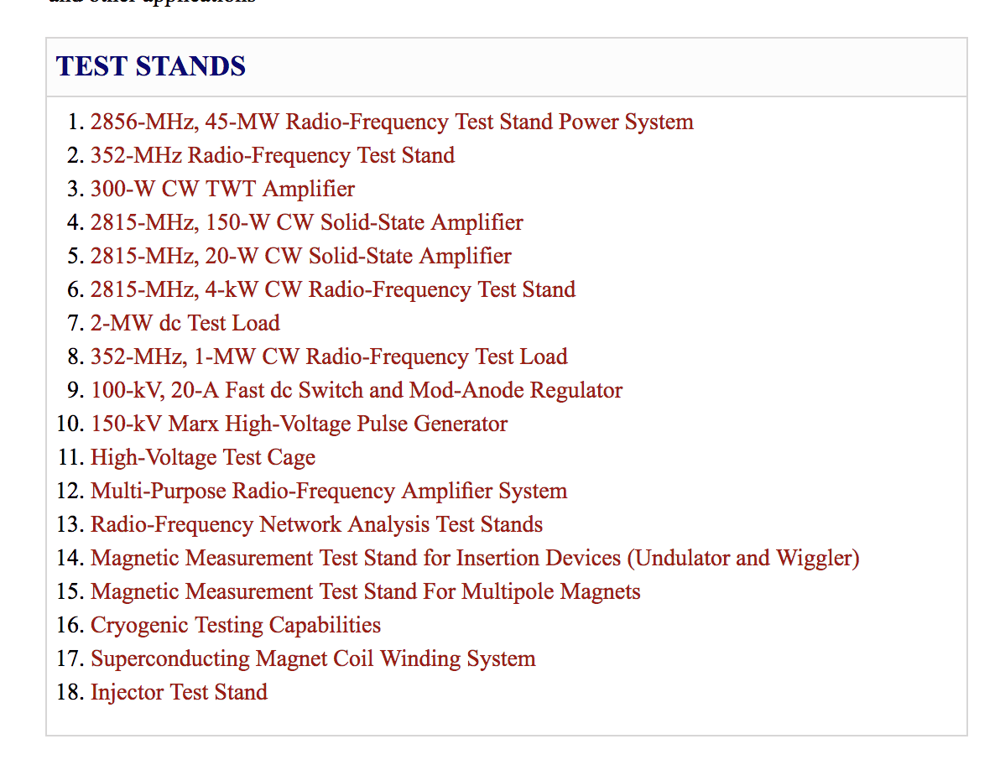 and other applications
TEST STANDS
1. 2856-MHz, 45-MW Radio-Frequency Test Stand Power System
2. 352-MHz Radio-Frequency Test Stand
3. 300-W CW TWT Amplifier
4. 2815-MHz, 150-W CW Solid-State Amplifier
5. 2815-MHz, 20-W CW Solid-State Amplifier
6. 2815-MHz, 4-kW CW Radio-Frequency Test Stand
7. 2-MW dc Test Load
8. 352-MHz, 1-MW CW Radio-Frequency Test Load
9. 100-kV, 20-A Fast dc Switch and Mod-Anode Regulator
10. 150-kV Marx High-Voltage Pulse Generator
11. High-Voltage Test Cage
12. Multi-Purpose Radio-Frequency Amplifier System
13. Radio-Frequency Network Analysis Test Stands
14. Magnetic Measurement Test Stand for Insertion Devices (Undulator and Wiggler)
15. Magnetic Measurement Test Stand For Multipole Magnets
16. Cryogenic Testing Capabilities
17. Superconducting Magnet Coil Winding System
18. Injector Test Stand